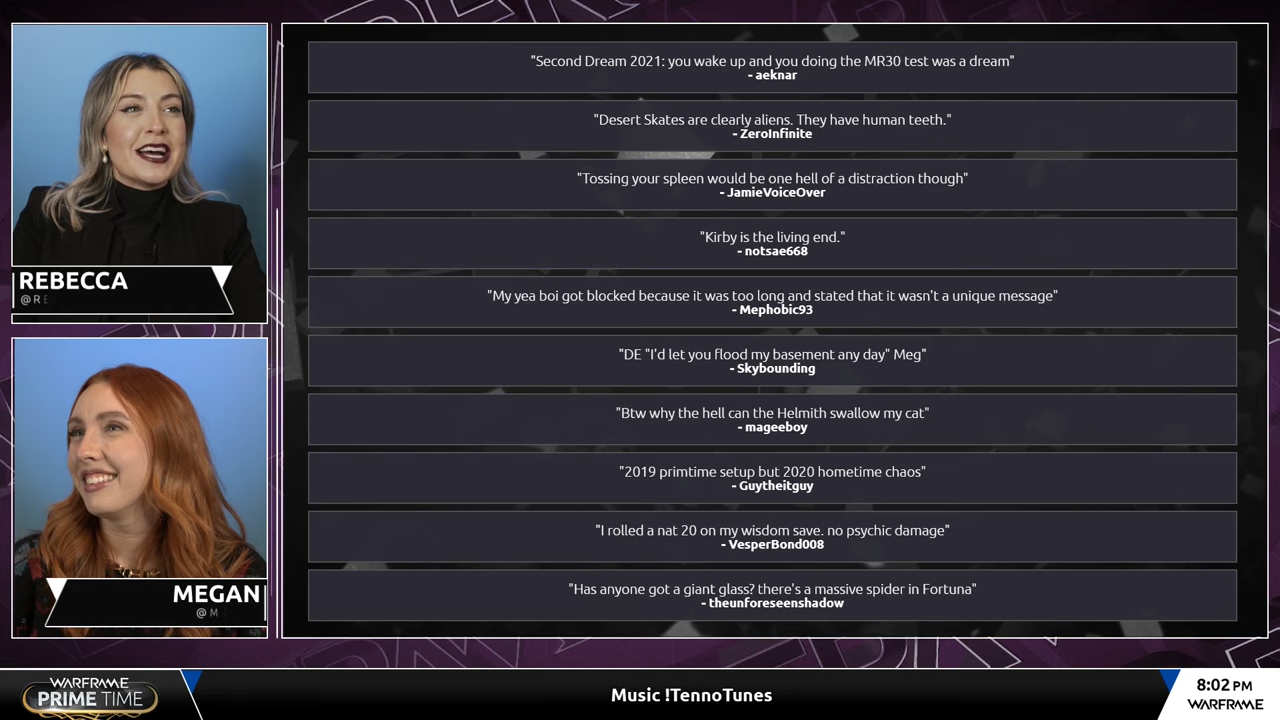 REBECCA
@RE
MEGAN
@M
"Second Dream 2021: you wake up and you doing the MR30 test was a dream"
- aeknar
"Desert Skates are clearly aliens. They have human teeth."
- ZeroInfinite
"Tossing your spleen would be one hell of a distraction though"
- JamieVoiceOver
"Kirby is the living end."
- notsae668
"My yea boi got blocked because it was too long and stated that it wasn't a unique message"
- Mephobic93
"DE "I'd let you flood my basement any day" Meg"
- Skybounding
"Btw why the hell can the Helmith swallow my cat"
- mageeboy
"2019 primtime setup but 2020 hometime chaos"
- Guytheitguy
"I rolled a nat 20 on my wisdom save. no psychic damage"
- VesperBond008
"Has anyone got a giant glass? there's a massive spider in Fortuna"
- theunforeseenshadow
WARFRAME
PRIME TIME
Music !TennoTunes
8:02 PM
WARFRAME